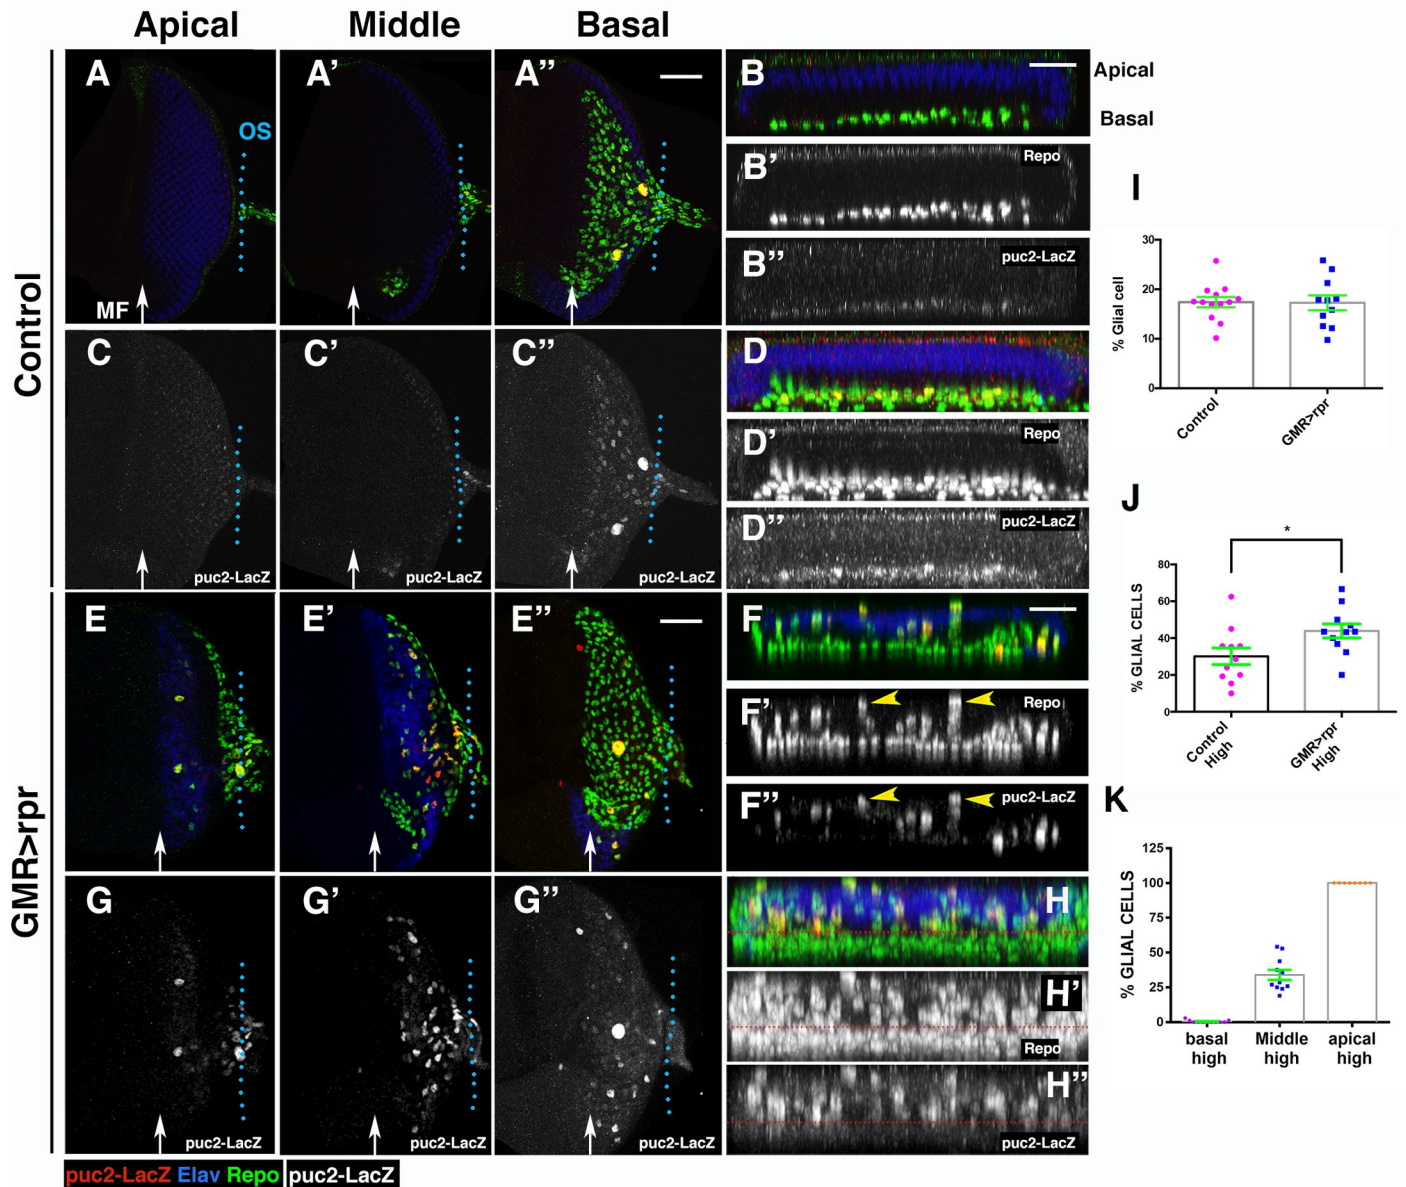 Apical Middle Basal
Control
GMR>rpr
A
OS
MF
A’
A’’
B
Apical
Basal
B’
Repo
B’’
puc2-LacZ
C
puc2-LacZ
C’
puc2-LacZ
C’’
puc2-LacZ
D
D’
Repo
D’’
puc2-LacZ
E
E’
E’’
F
F’
Repo
F’’
puc2-LacZ
G
puc2-LacZ
G’
puc2-LacZ
G’’
puc2-LacZ
H
H’
Repo
H’’
puc2-LacZ
puc2-LacZ Elav Repo puc2-LacZ
I
% Glial cell
30
20
10
0
Control
GMR>rpr
J
*
% GLIAL CELLS
80
60
40
20
0
Control High
GMR>rpr High
K
% GLIAL CELLS
125
100
75
50
25
0
basal high
Middle high
apical high